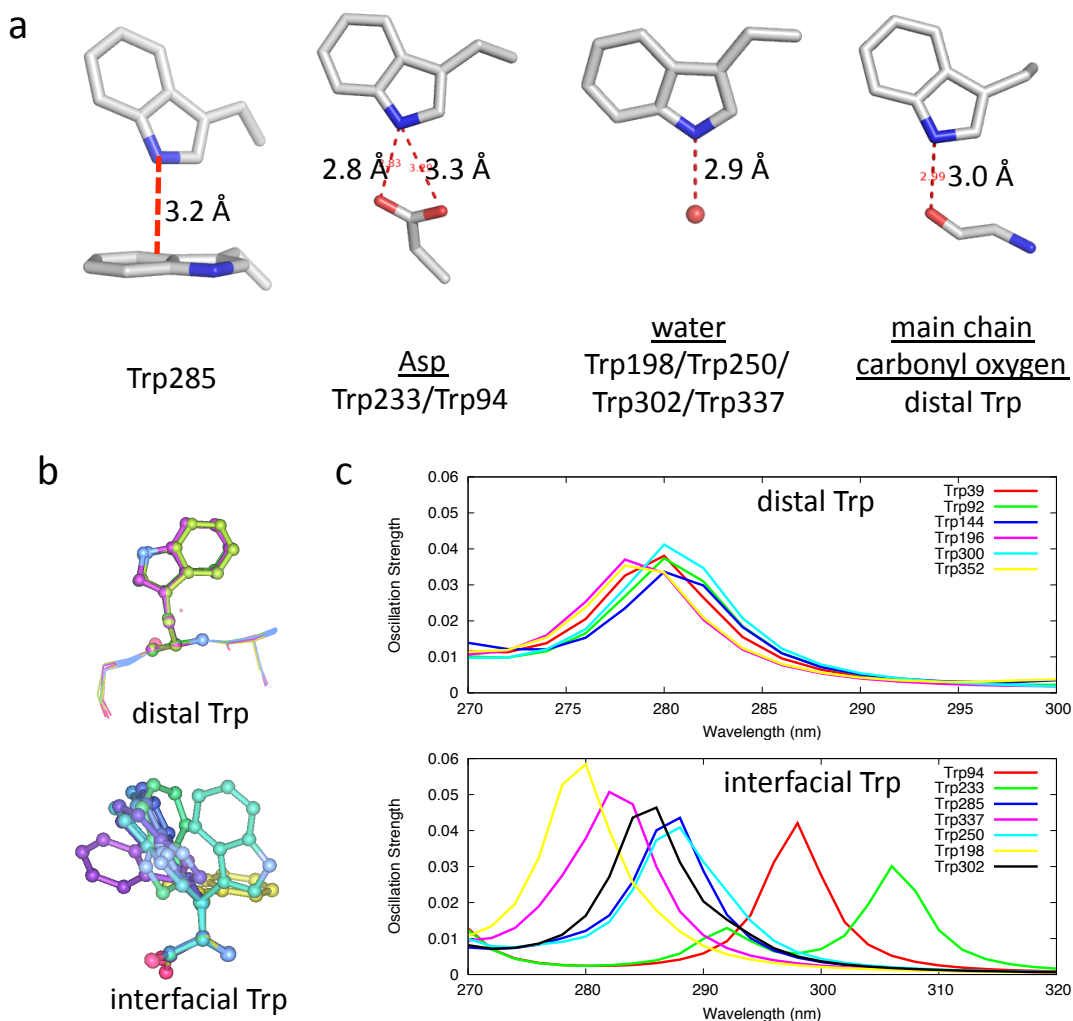 a
3.2 Å
2.8 Å
2.83
3.3 Å
2.9 Å
2.99
3.0 Å
Trp285
Asp
Trp233/Trp94
water
Trp198/Trp250/
Trp302/Trp337
main chain
carbonyl oxygen
distal Trp
b
distal Trp
interfacial Trp
c
distal Trp
Oscillation Strength
0.06
0.05
0.04
0.03
0.02
0.01
0
270
275
280
285
290
295
300
Wavelength (nm)
Trp39
Trp92
Trp144
Trp196
Trp300
Trp352
interfacial Trp
Oscillation Strength
0.06
0.05
0.04
0.03
0.02
0.01
0
270
280
290
300
310
320
Wavelength (nm)
Trp94
Trp233
Trp285
Trp337
Trp250
Trp198
Trp302